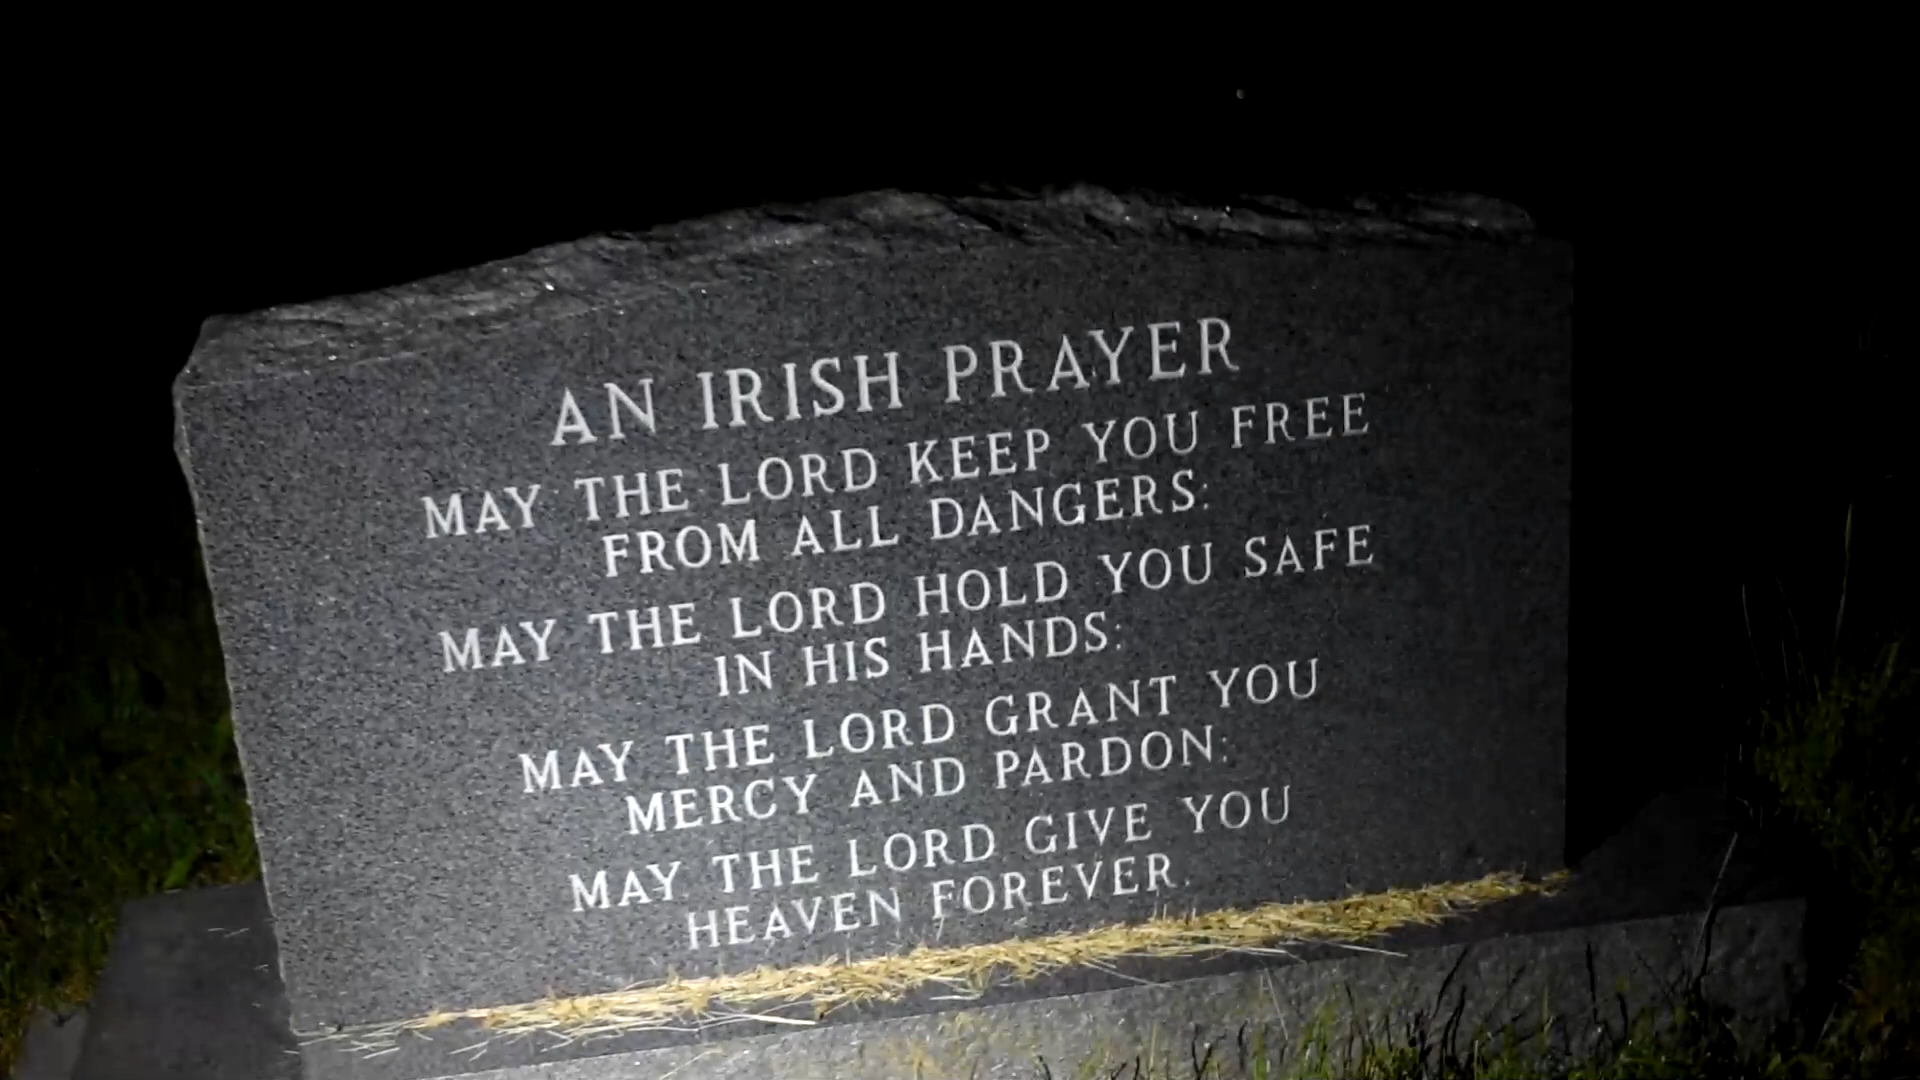 AN IRISH PRAYER
MAY THE LORD KEEP YOU FREE
FROM ALL DANGERS:
MAY THE LORD HOLD YOU SAFE
IN HIS HANDS:
MAY THE LORD GRANT YOU
MERCY AND PARDON:
MAY THE LORD GIVE YOU
HEAVEN FOREVER.